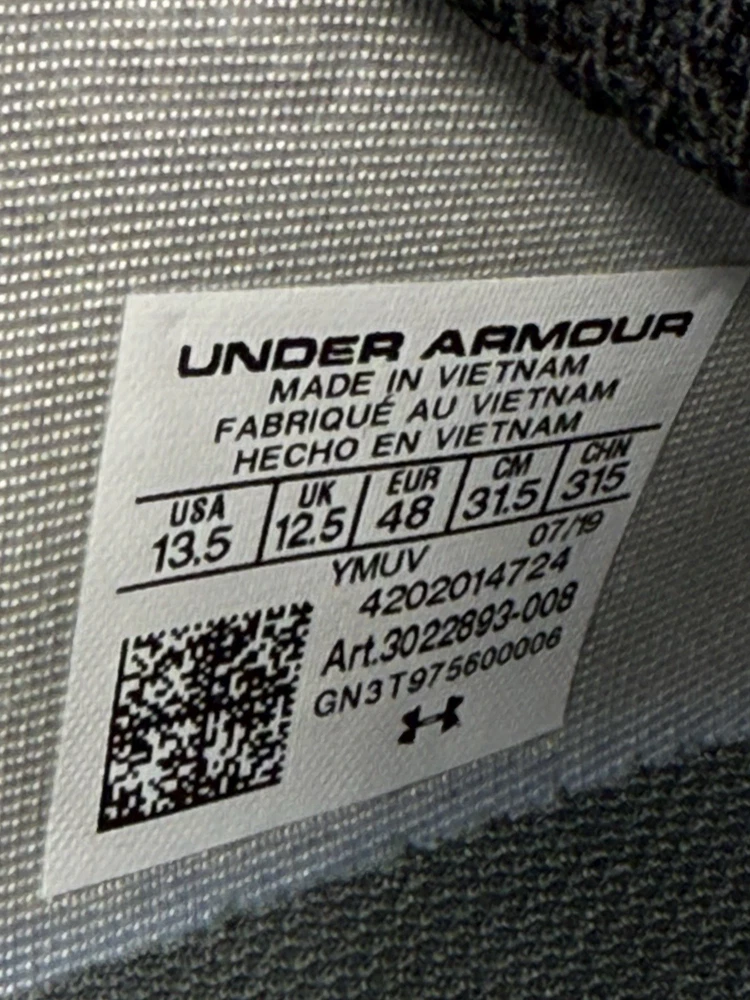 UNDER ARMOUR
MADE IN VIETNAM
FABRIQUÉ AU VIETNAM
HECHO EN VIETNAM
USA UK EUR CM CHN
13.5 12.5 48 31.5 315
07/19
YMUV
4202014724
Art.3022893-008
GN3T975600006